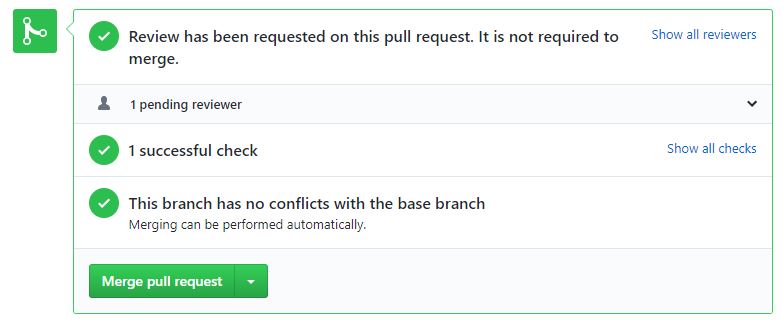 Review has been requested on this pull request. It is not required to
merge.
Show all reviewers
1 pending reviewer
1 successful check
Show all checks
This branch has no conflicts with the base branch
Merging can be performed automatically.
Merge pull request